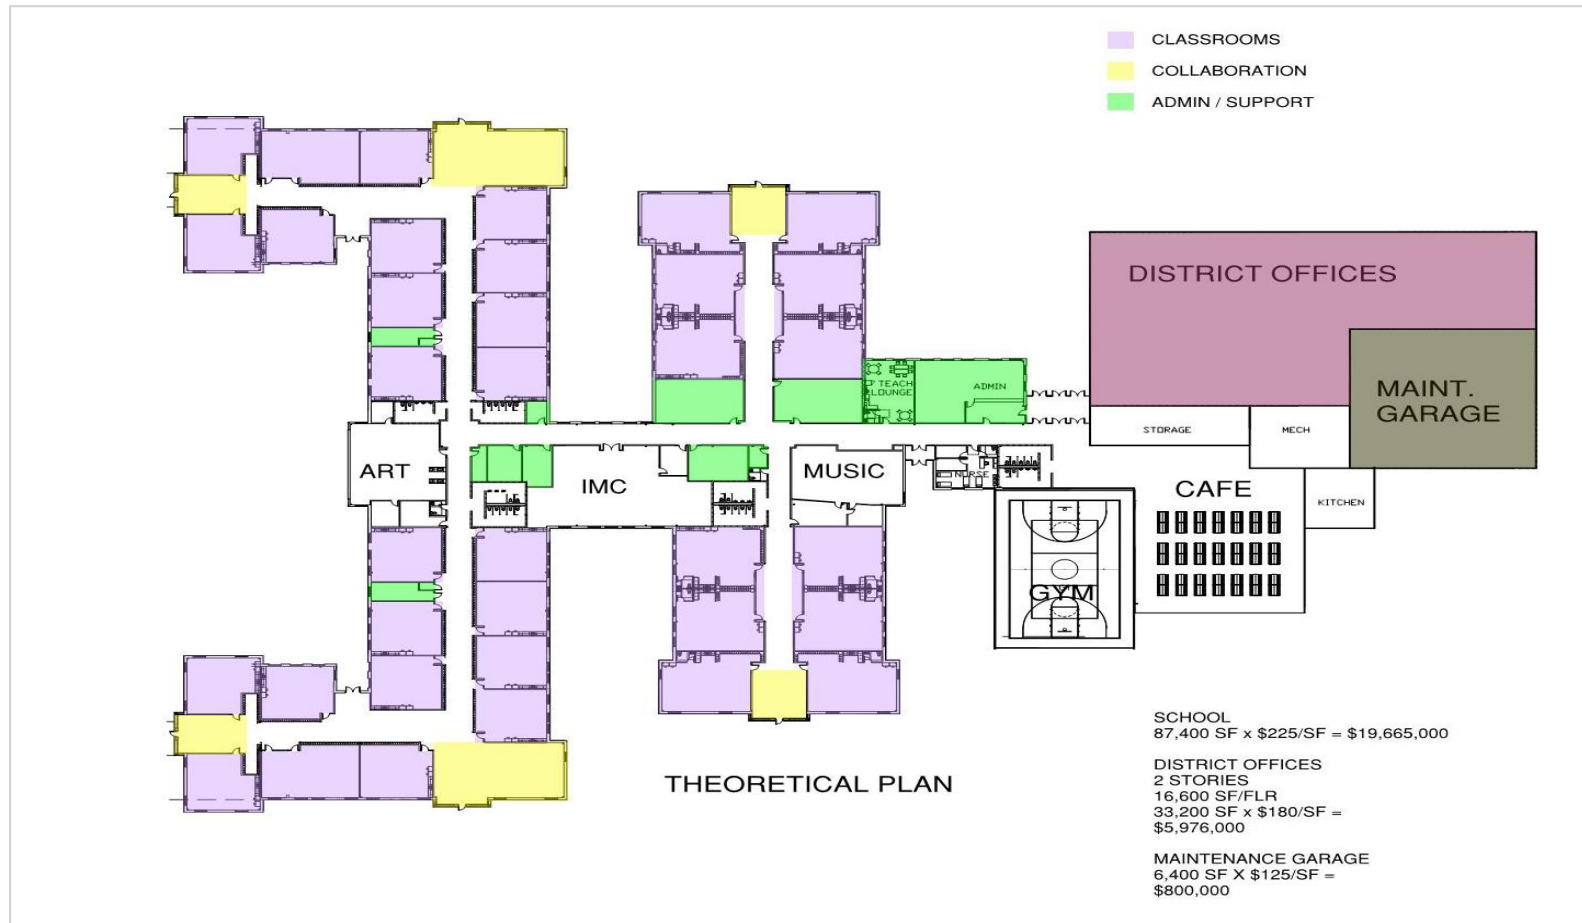 CLASSROOMS
COLLABORATION
ADMIN / SUPPORT
DISTRICT OFFICES
TEACH
LOUNGE
ADMIN
MAINT.
GARAGE
STORAGE
MECH
ART
IMC
MUSIC
NURSE
CAFE
KITCHEN
GYM
THEORETICAL PLAN
SCHOOL
87,400 SF x $225/SF = $19,665,000
DISTRICT OFFICES
2 STORIES
16,600 SF/FLR
33,200 SF x $180/SF =
$5,976,000
MAINTENANCE GARAGE
6,400 SF X $125/SF =
$800,000